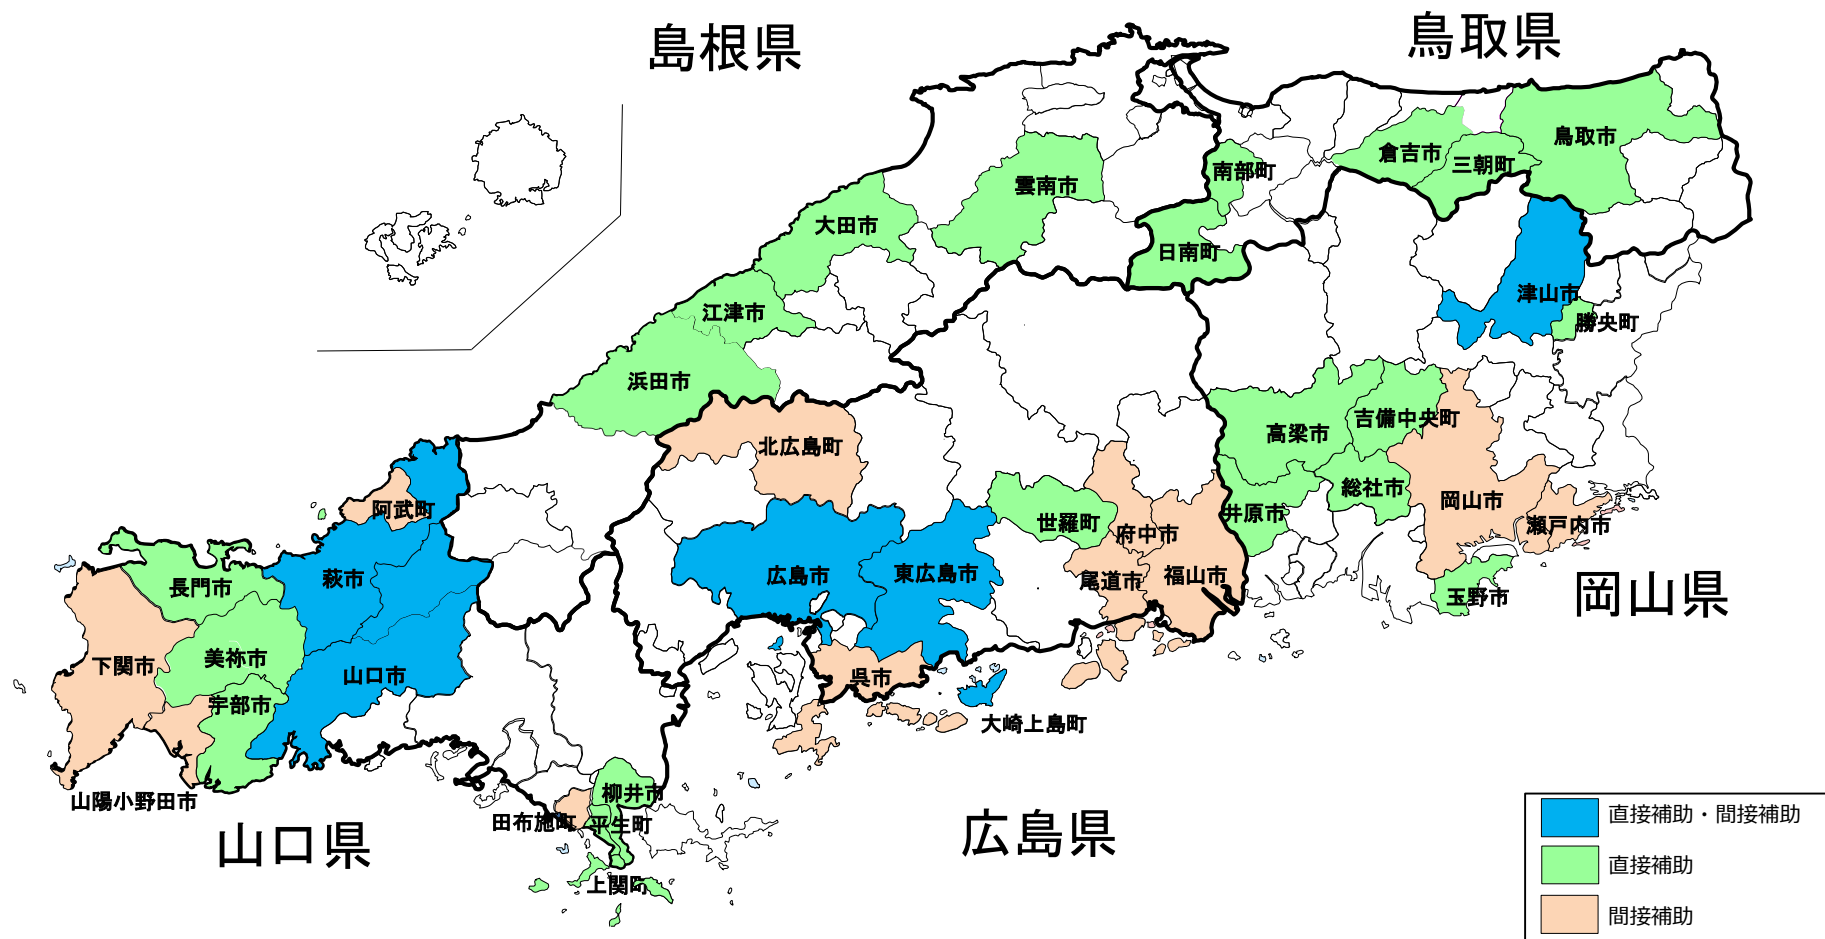 島根県
鳥取県
鳥取市
倉吉市
三朝町
南部町
雲南市
大田市
日南町
津山市
江津市
勝央町
浜田市
吉備中央町
高梁市
北広島町
総社市
岡山市
阿武町
井原市
世羅町
瀬戸内市
府中市
東広島市
広島市
福山市
尾道市
萩市
長門市
玉野市
岡山県
美祢市
下関市
山口市
呉市
宇部市
大崎上島町
柳井市
山陽小野田市
田布施町
平生町
広島県
山口県
上関町
直接補助・間接補助
直接補助
間接補助